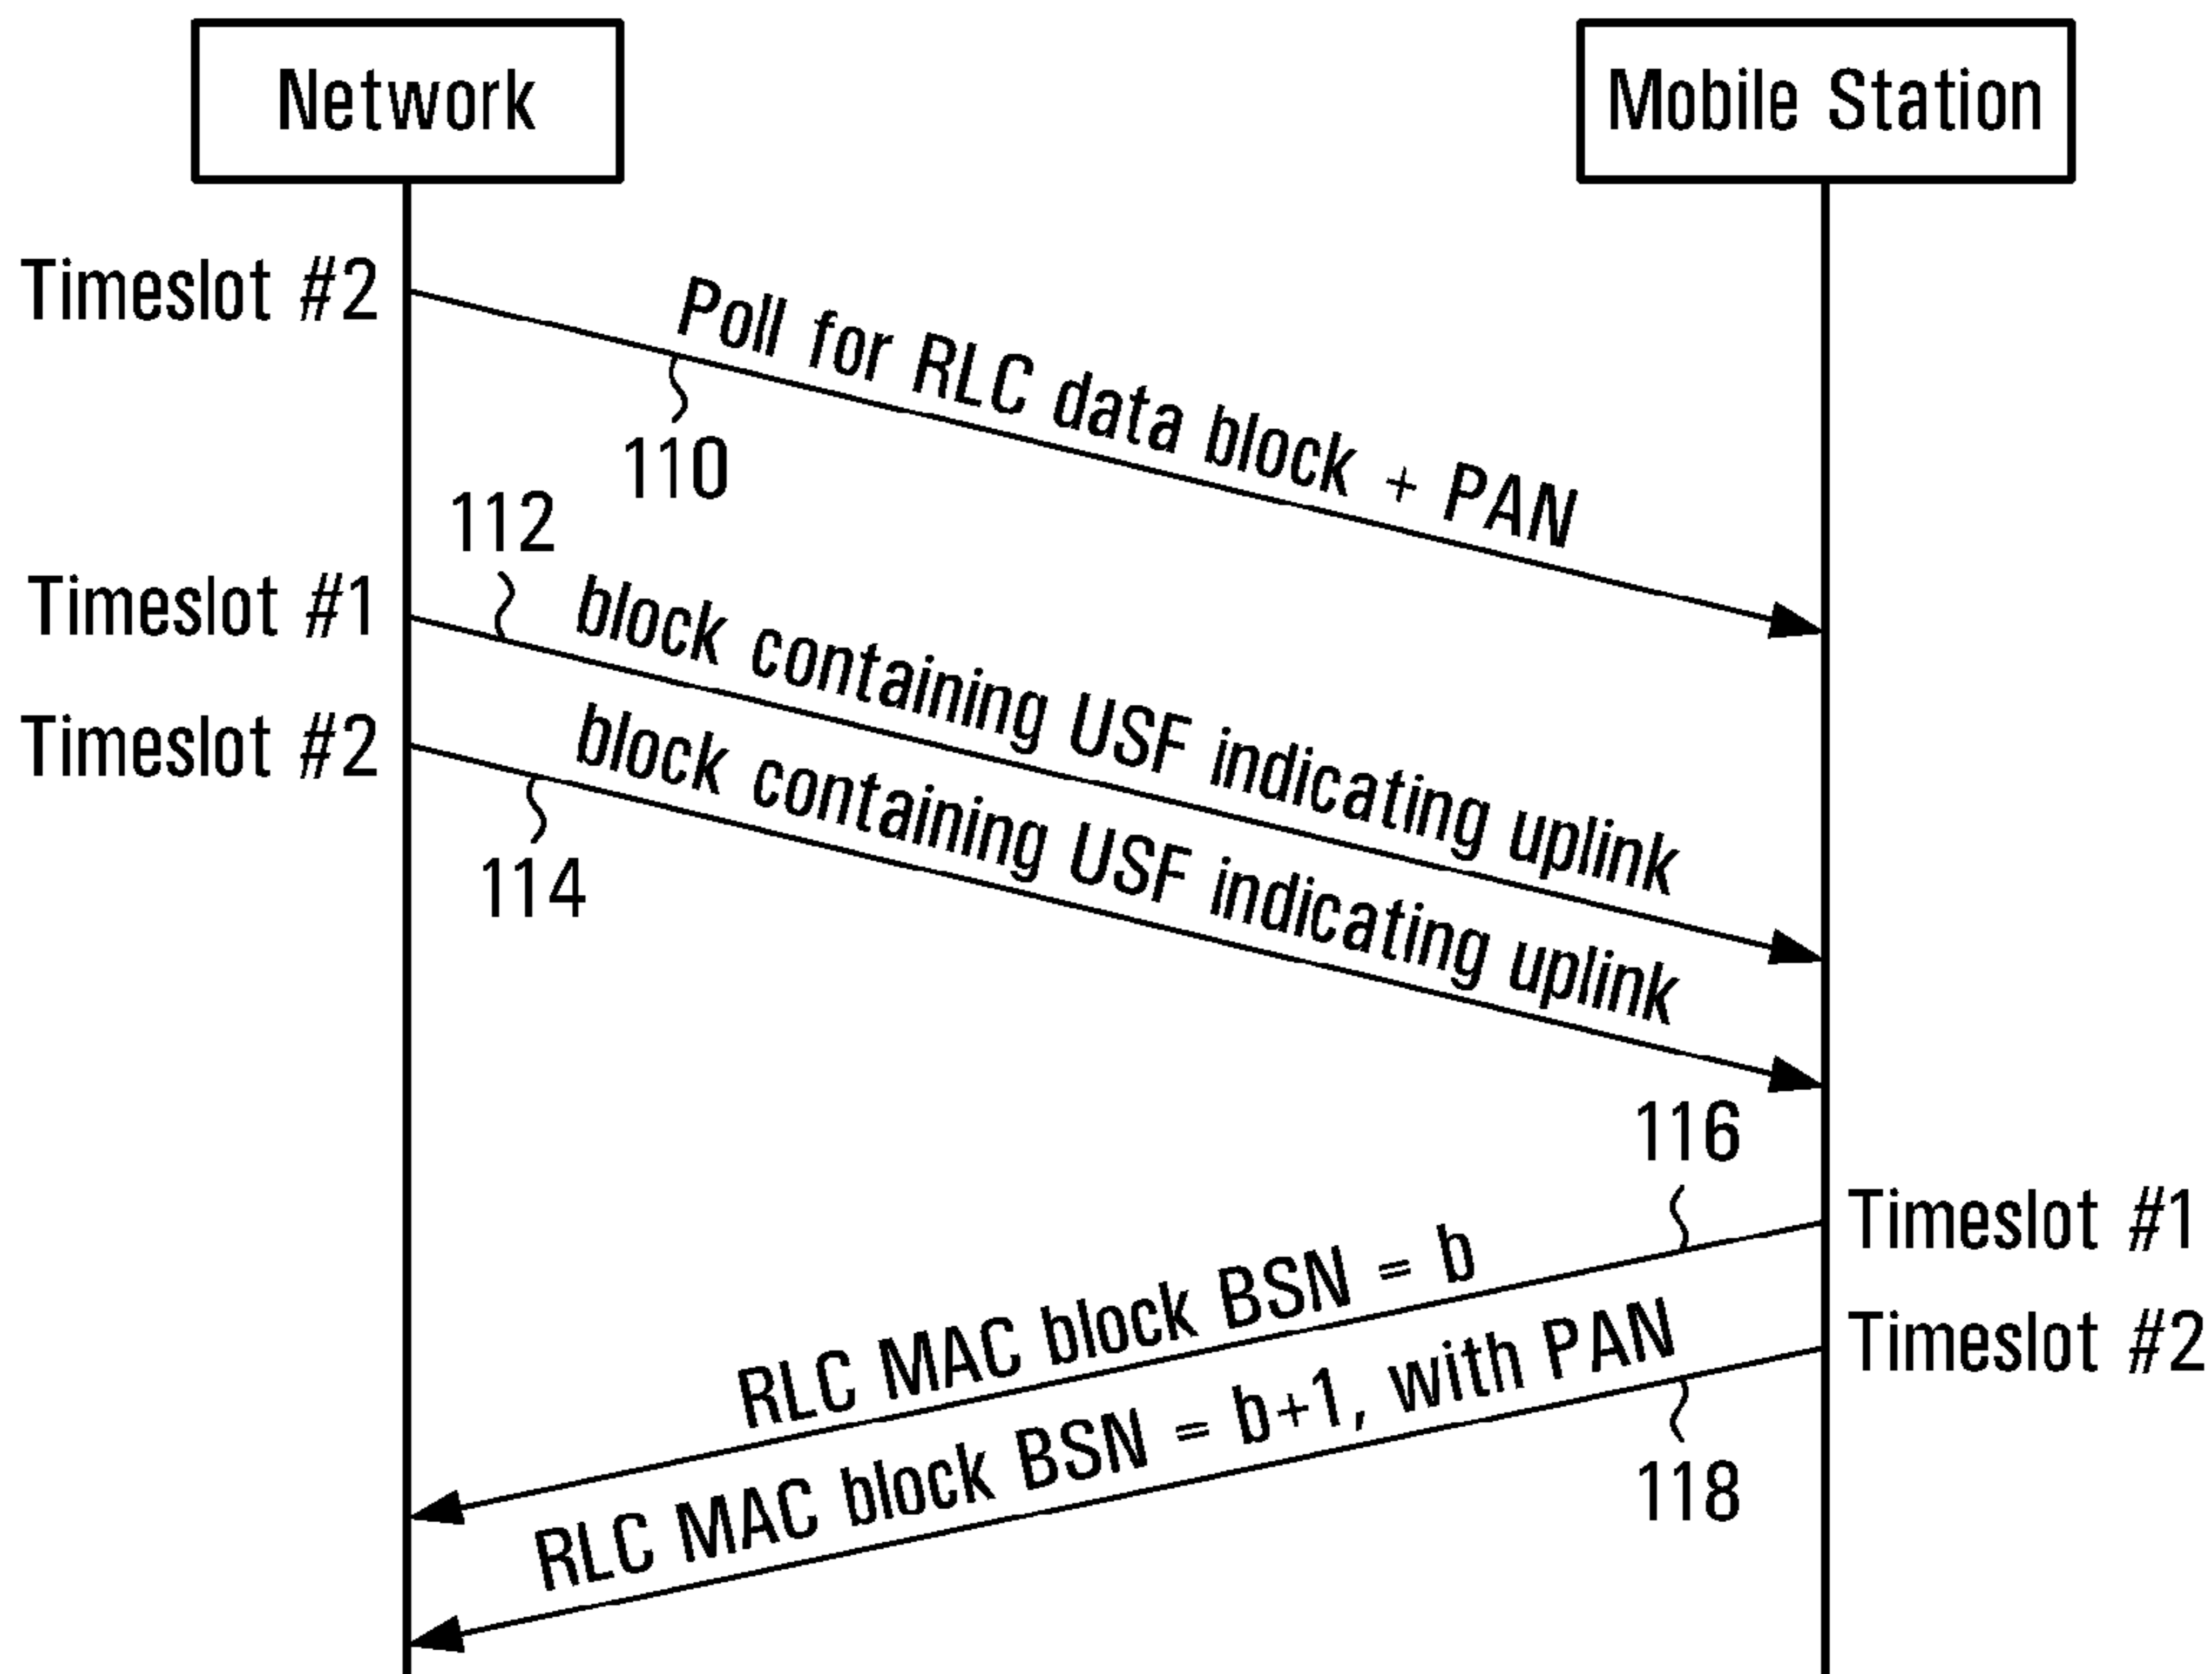 Network
Mobile Station
Timeslot #2
Poll for RLC data block + PAN
110
112
Timeslot #1
block containing USF indicating uplink
Timeslot #2
block containing USF indicating uplink
114
116
Timeslot #1
RLC MAC block BSN = b
Timeslot #2
RLC MAC block BSN = b+1, with PAN
118